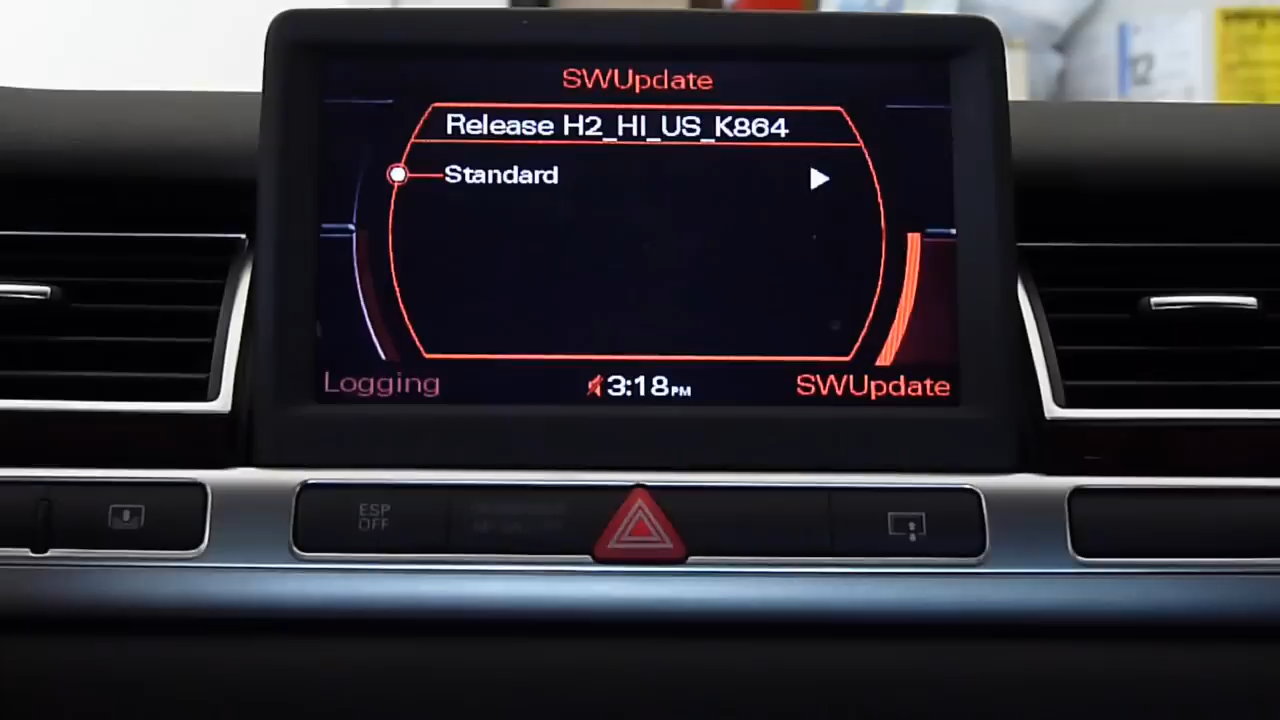 SWUpdate
Release H2_HI_US_K864
Standard
Logging
3:18PM
SWUpdate
ESP
OFF